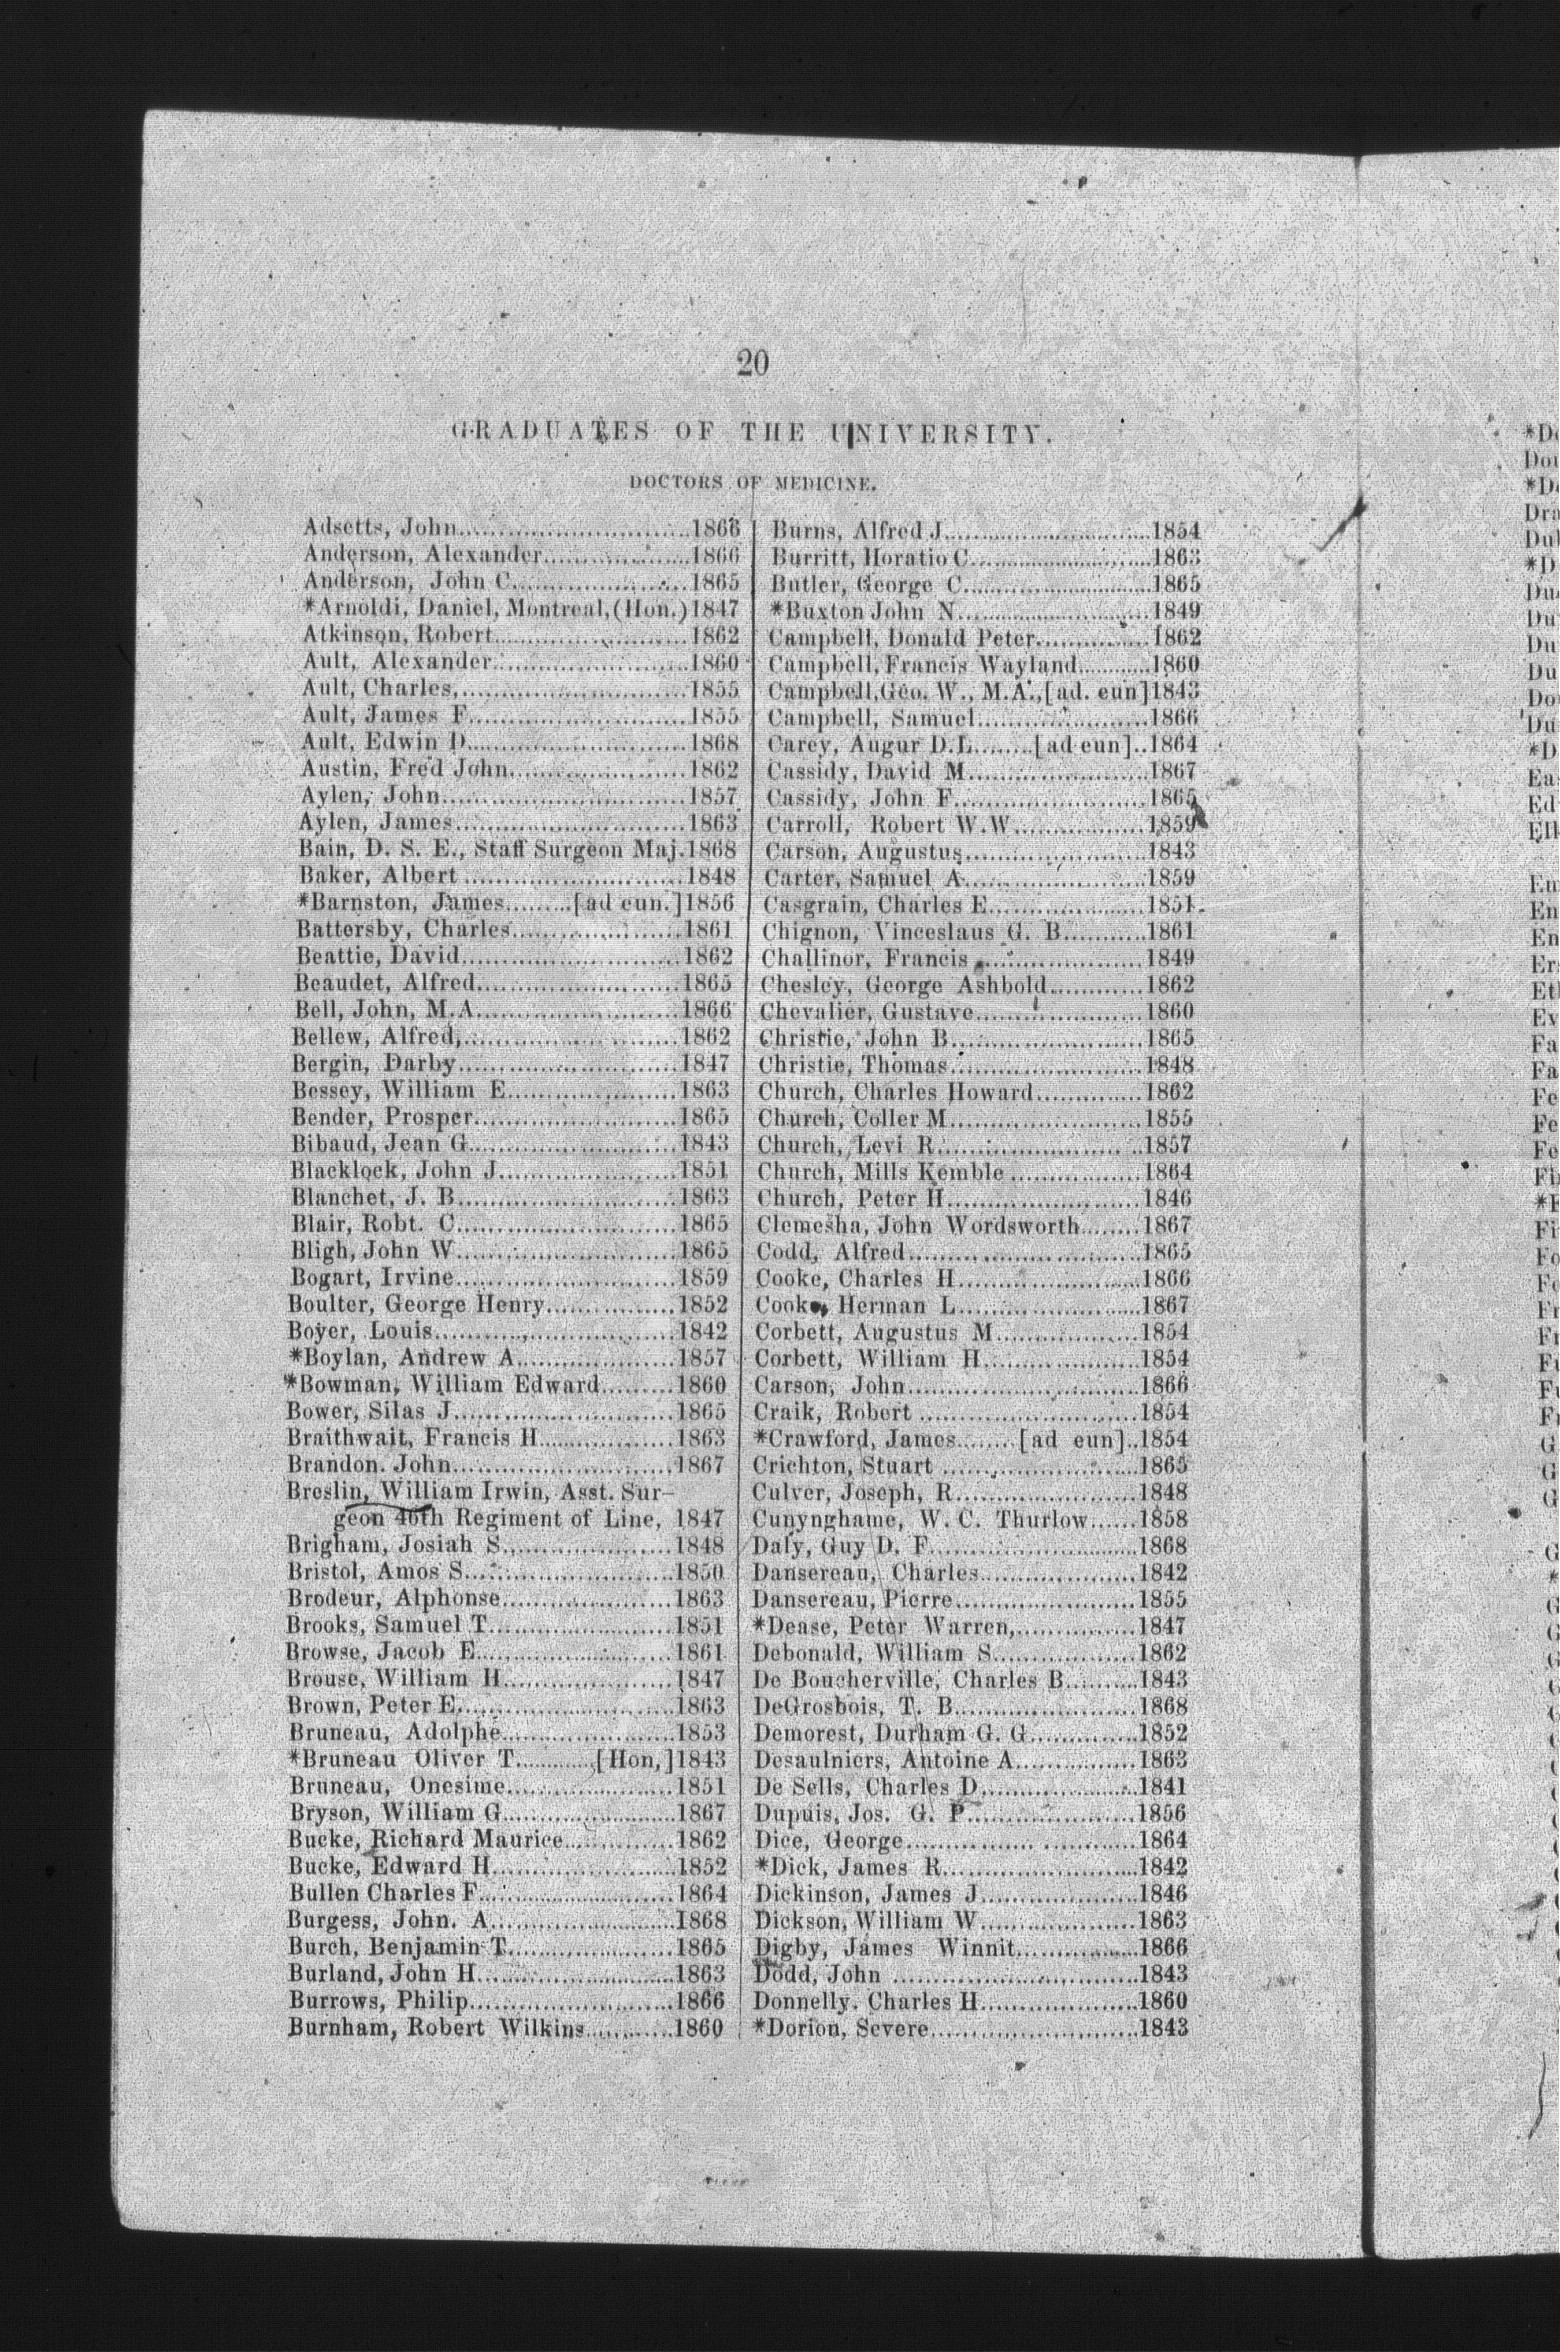 20
GRADUATES OF THE UNIVERSITY.
DOCTORS OF MEDICINE.
Adsetts, John..............1866
Anderson, Alexander..............1866
Anderson, John C..............1865
*Arnoldi, Daniel, Montreal, (Hon.) 1847
Atkinson, Robert..............1862
Ault, Alexander..............1860
Ault, Charles,..............1855
Ault, James F..............1855
Ault, Edwin D..............1868
Austin, Fred John..............1862
Aylen, John..............1857
Aylen, James..............1863
Bain, D. S. E., Staff Surgeon Maj.1868
Baker, Albert..............1848
*Barnston, James.........[ad eun.]1856
Battersby, Charles..............1861
Beattie, David..............1862
Beaudet, Alfred..............1865
Bell, John, M.A..............1866
Bellew, Alfred,..............1862
Bergin, Darby..............1847
Bessey, William E..............1863
Bender, Prosper..............1865
Bibaud, Jean G..............1843
Blacklock, John J..............1851
Blanchet, J. B..............1863
Blair, Robt. C..............1865
Bligh, John W..............1865
Bogart, Irvine..............1859
Boulter, George Henry..............1852
Boyer, Louis..............1842
*Boylan, Andrew A..............1857
*Bowman, William Edward.........1860
Bower, Silas J..............1865
Braithwait, Francis H..............1863
Brandon. John..............1867
Breslin, William Irwin, Asst. Sur-
geon 46th Regiment of Line, 1847
Brigham, Josiah S..............1848
Bristol, Amos S..............1850
Brodeur, Alphonse..............1863
Brooks, Samuel T..............1851
Browse, Jacob E..............1861
Brouse, William H..............1847
Brown, Peter E..............1863
Bruneau, Adolphe..............1853
*Bruneau Oliver T..........[Hon,]1843
Bruneau, Onesime..............1851
Bryson, William G..............1867
Bucke, Richard Maurice.............1862
Bucke, Edward H..............1852
Bullen Charles F..............1864
Burgess, John. A..............1868
Burch, Benjamin T..............1865
Burland, John H..............1863
Burrows, Philip..............1866
Burnham, Robert Wilkins..........1860
Burns, Alfred J..............1854
Burritt, Horatio C..............1863
Butler, George C..............1865
*Buxton John N..............1849
Campbell, Donald Peter.............1862
Campbell, Francis Wayland..........1860
Campbell, Geo. W., M.A., [ad. eun]1843
Campbell, Samuel..............1866
Carey, Augur D.L........[ad eun]..1864
Cassidy, David M..............1867
Cassidy, John F..............1865
Carroll, Robert W.W..............1859
Carson, Augustus..............1843
Carter, Samuel A..............1859
Casgrain, Charles E..............1851
Chignon, Vinceslaus G. B..........1861
Challinor, Francis..............1849
Chesley, George Ashbold............1862
Chevalier, Gustave..............1860
Christie, John B..............1865
Christie, Thomas..............1848
Church, Charles Howard............1862
Church, Coller M..............1855
Church, Levi R..............1857
Church, Mills Kemble..............1864
Church, Peter H..............1846
Clemesha, John Wordsworth........1867
Codd, Alfred..............1865
Cooke, Charles H..............1866
Cooke, Herman L..............1867
Corbett, Augustus M..............1854
Corbett, William H..............1854
Carson, John..............1866
Craik, Robert..............1854
*Crawford, James.......[ad eun]..1854
Crichton, Stuart..............1865
Culver, Joseph, R..............1848
Cunynghame, W. C. Thurlow......1858
Daly, Guy D. F..............1868
Dansereau, Charles..............1842
Dansereau, Pierre..............1855
*Dease, Peter Warren,..............1847
Debonald, William S..............1862
De Boucherville, Charles B.........1843
DeGrosbois, T. B..............1868
Demorest, Durham G. G............1852
Desaulniers, Antoine A..............1863
De Sells, Charles D..............1841
Dupuis, Jos. G. P..............1856
Dice, George..............1864
*Dick, James R..............1842
Dickinson, James J..............1846
Dickson, William W..............1863
Digby, James Winnit..............1866
Dodd, John..............1843
Donnelly. Charles H..............1860
*Dorion, Severe..............1843